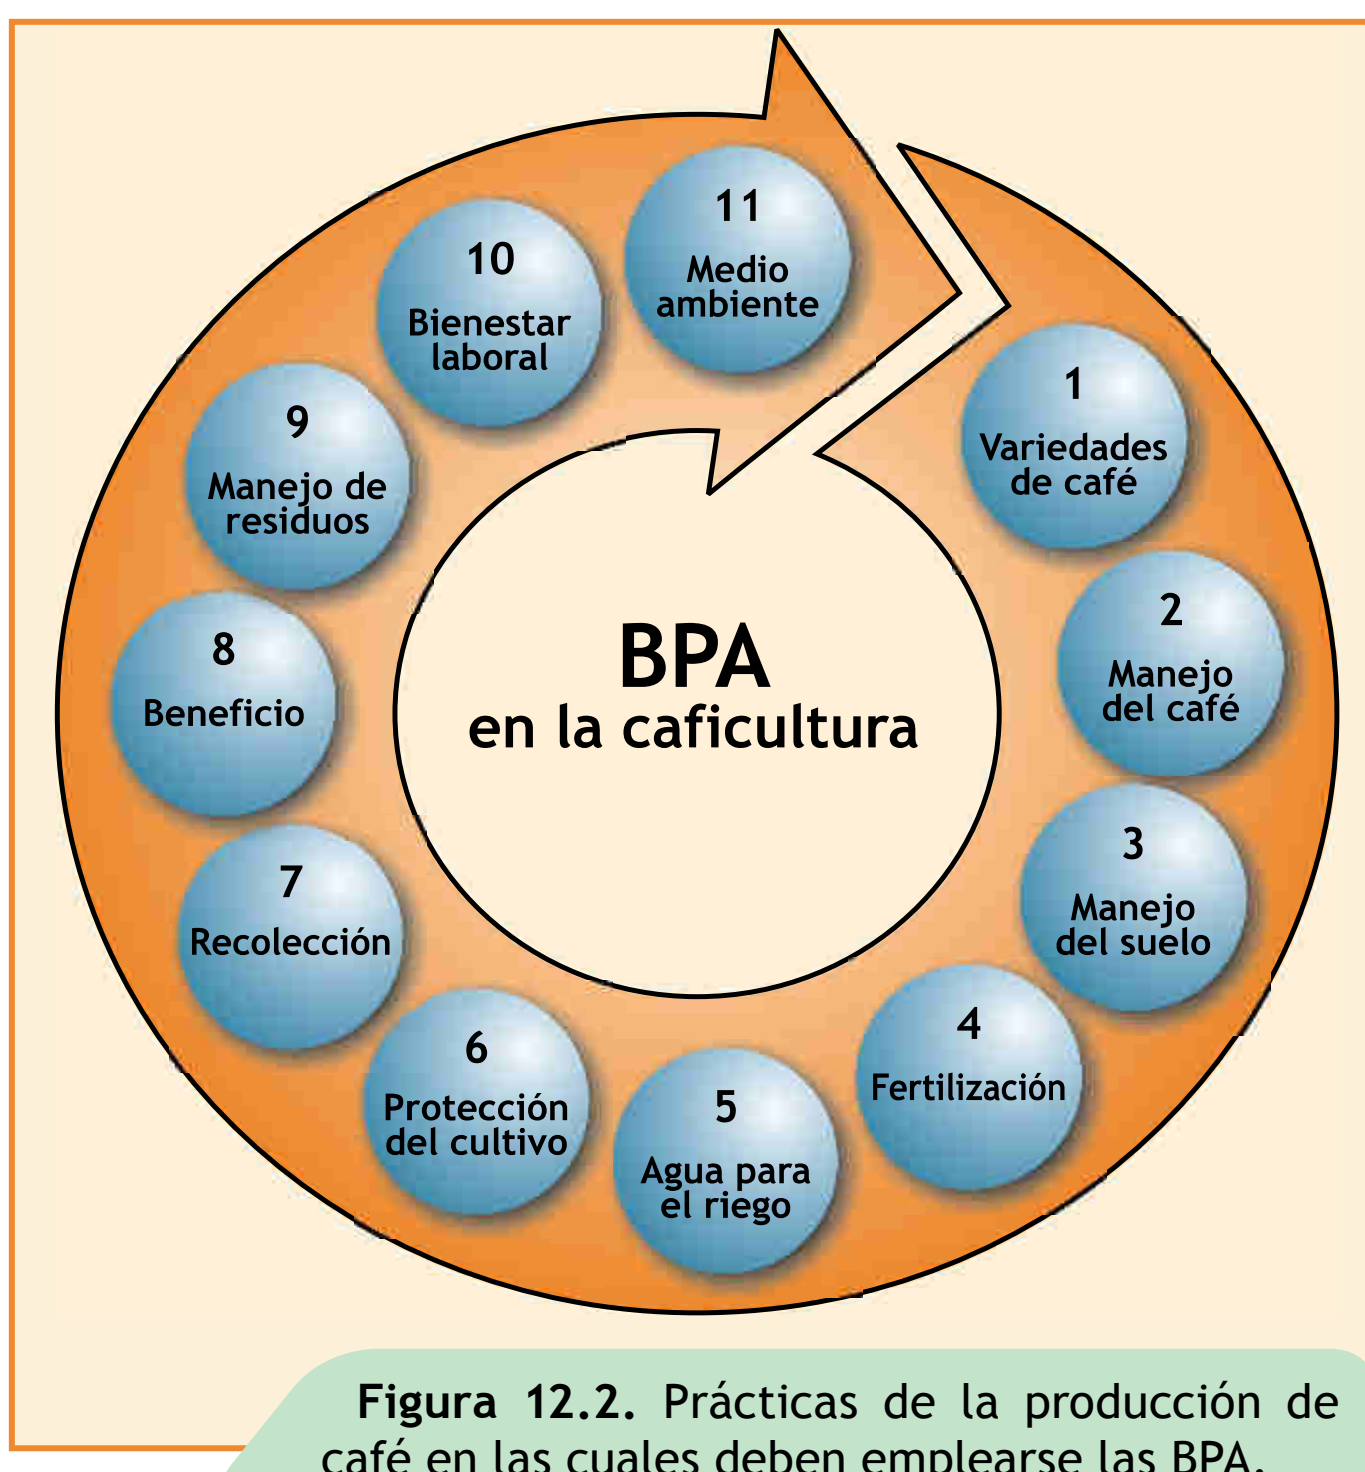 BPA
en la caficultura
1
Variedades
de café
2
Manejo
del café
3
Manejo
del suelo
4
Fertilización
5
Agua para
el riego
6
Protección
del cultivo
7
Recolección
8
Beneficio
9
Manejo de
residuos
10
Bienestar
laboral
11
Medio
ambiente
Figura 12.2. Prácticas de la producción de
café en las cuales deben emplearse las BPA.